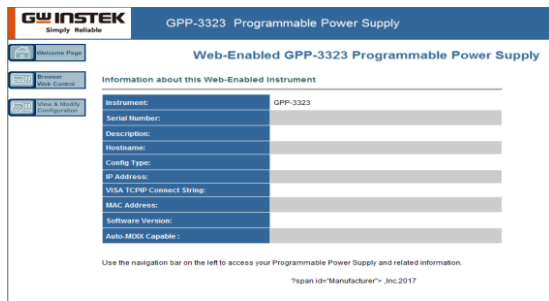 GW INSTEK
Simply Reliable
GPP-3323 Programmable Power Supply
Welcome Page
Browser
Web Control
View & Modify
Configuration
Web-Enabled GPP-3323 Programmable Power Supply
Information about this Web-Enabled Instrument
Instrument: GPP-3323
Serial Number:
Description:
Hostname:
Config Type:
IP Address:
VISA TCPIP Connect String:
MAC Address:
Software Version:
Auto-MDIX Capable :
Use the navigation bar on the left to access your Programmable Power Supply and related information.
?span id="Manufacturer"> ,Inc.2017